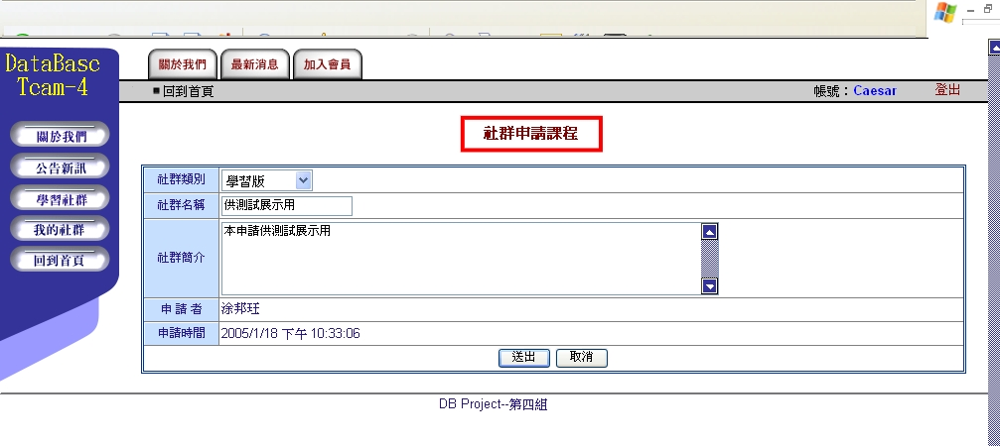 DataBase
Team-4
關於我們
最新消息
加入會員
■回到首頁
帳號：Caesar
登出
關於我們
公告新訊
學習社群
我的社群
回到首頁
社群申請課程
社群類別
學習版
社群名稱
供測試展示用
社群簡介
本申請供測試展示用
申 請 者
涂邦玨
申請時間
2005/1/18 下午 10:33:06
送出
取消
DB Project--第四組